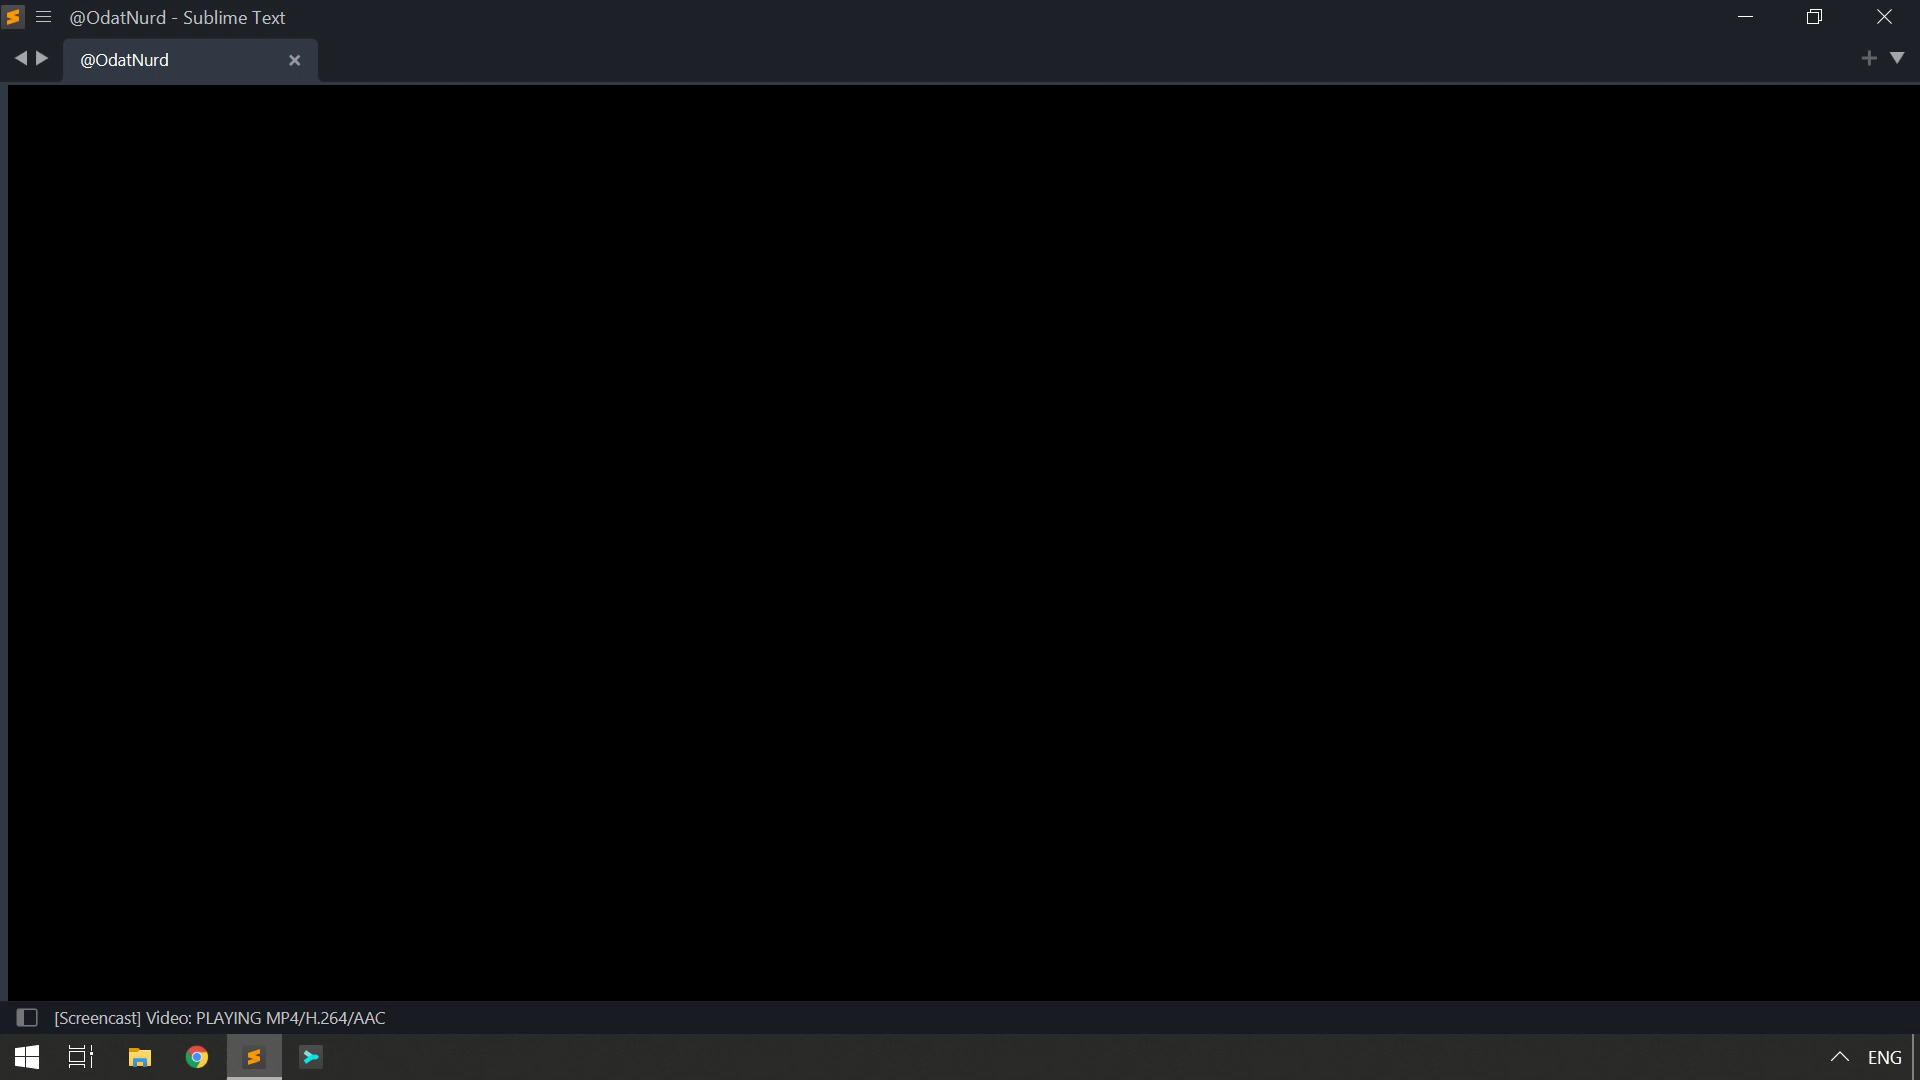 @OdatNurd - Sublime Text
@OdatNurd
[Screencast] Video: PLAYING MP4/H.264/AAC
ENG